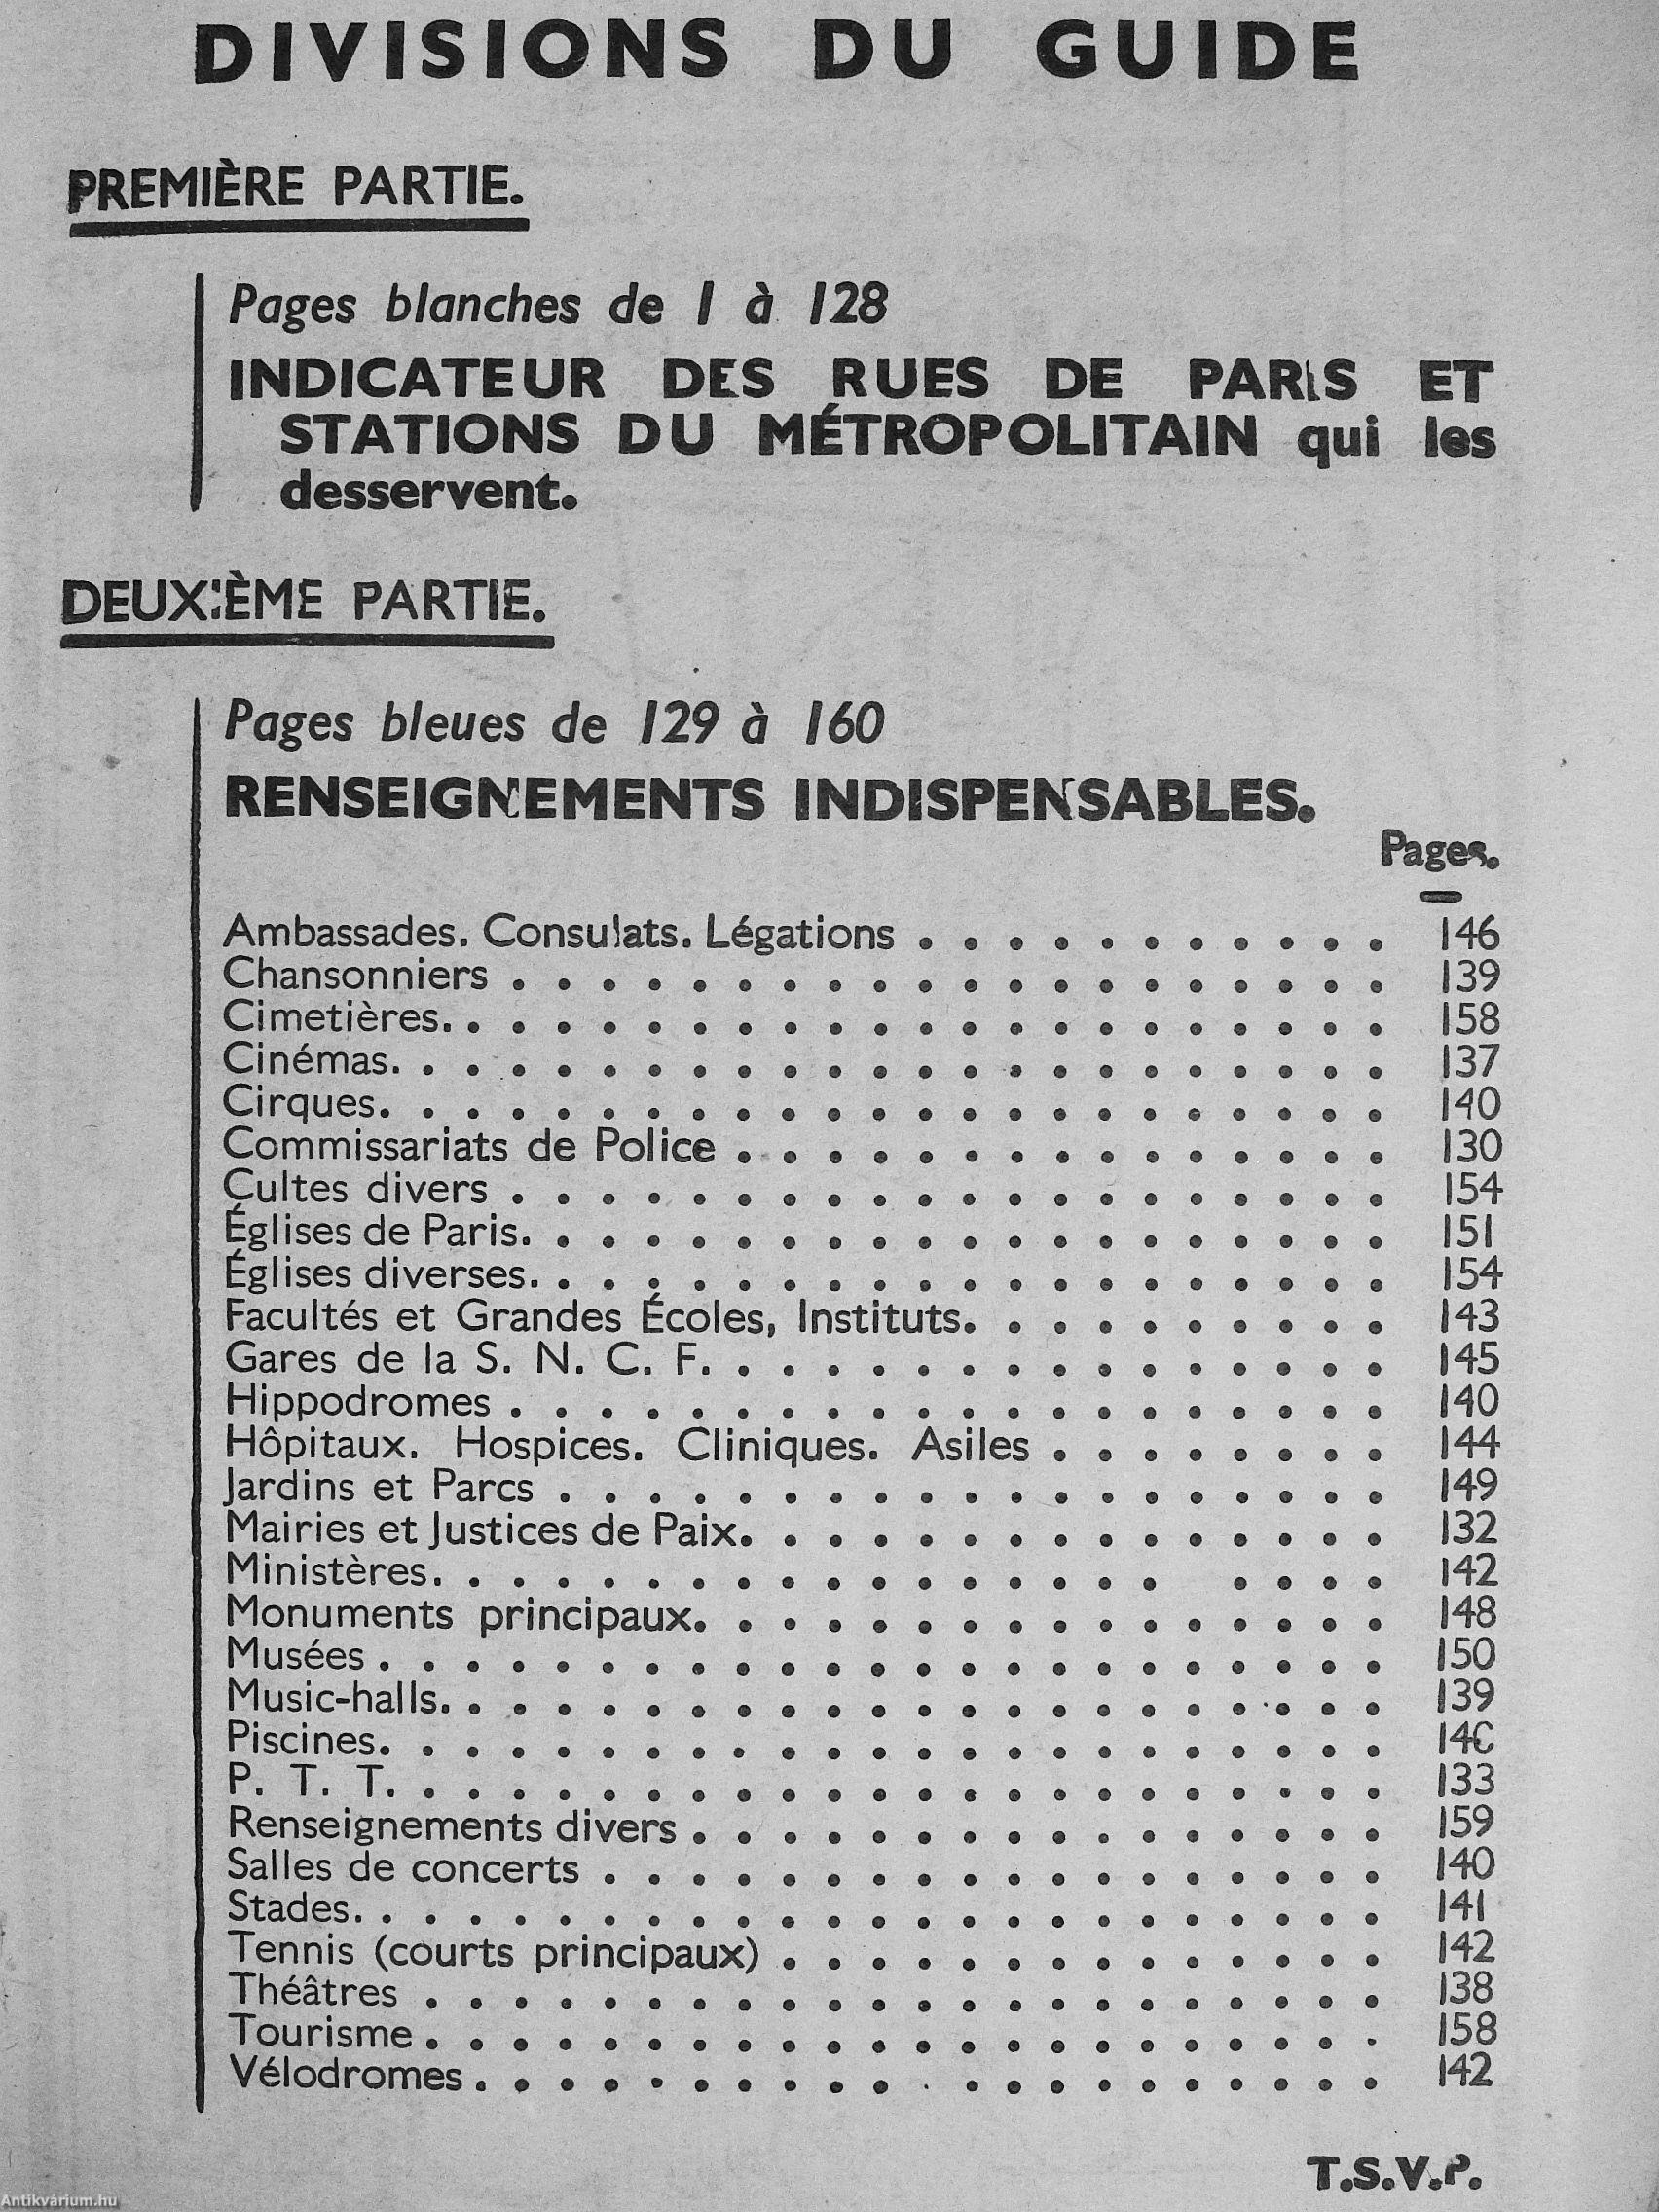 DIVISIONS DU GUIDE
PREMIÈRE PARTIE.
Pages blanches de 1 à 128
INDICATEUR DES RUES DE PARIS ET
STATIONS DU MÉTROPOLITAIN qui les
desservent.
DEUXIÈME PARTIE.
Pages bleues de 129 à 160
RENSEIGNEMENTS INDISPENSABLES.
Pages.
Ambassades. Consulats. Légations . . . . . . . . . . . 146
Chansonniers . . . . . . . . . . . . . . . . . . . . 139
Cimetières. . . . . . . . . . . . . . . . . . . . . . 158
Cinémas. . . . . . . . . . . . . . . . . . . . . . . 137
Cirques. . . . . . . . . . . . . . . . . . . . . . . 140
Commissariats de Police . . . . . . . . . . . . . . . 130
Cultes divers . . . . . . . . . . . . . . . . . . . . 154
Églises de Paris. . . . . . . . . . . . . . . . . . . . 151
Églises diverses. . . . . . . . . . . . . . . . . . . . 154
Facultés et Grandes Écoles, Instituts. . . . . . . . . . 143
Gares de la S. N. C. F. . . . . . . . . . . . . . . . 145
Hippodromes . . . . . . . . . . . . . . . . . . . . 140
Hôpitaux. Hospices. Cliniques. Asiles . . . . . . . . 144
Jardins et Parcs . . . . . . . . . . . . . . . . . . . 149
Mairies et Justices de Paix. . . . . . . . . . . . . . . 132
Ministères. . . . . . . . . . . . . . . . . . . . . 142
Monuments principaux. . . . . . . . . . . . . . . . 148
Musées . . . . . . . . . . . . . . . . . . . . . . . 150
Music-halls. . . . . . . . . . . . . . . . . . . . . . 139
Piscines. . . . . . . . . . . . . . . . . . . . . . . 140
P. T. T. . . . . . . . . . . . . . . . . . . . . . . 133
Renseignements divers . . . . . . . . . . . . . . . . 159
Salles de concerts . . . . . . . . . . . . . . . . . . 140
Stades. . . . . . . . . . . . . . . . . . . . . . . . 141
Tennis (courts principaux) . . . . . . . . . . . . . . 142
Théâtres . . . . . . . . . . . . . . . . . . . . . . 138
Tourisme . . . . . . . . . . . . . . . . . . . . . . 158
Vélodromes . . . . . . . . . . . . . . . . . . . . . 142
T.S.V.P.
Antikvárium.hu